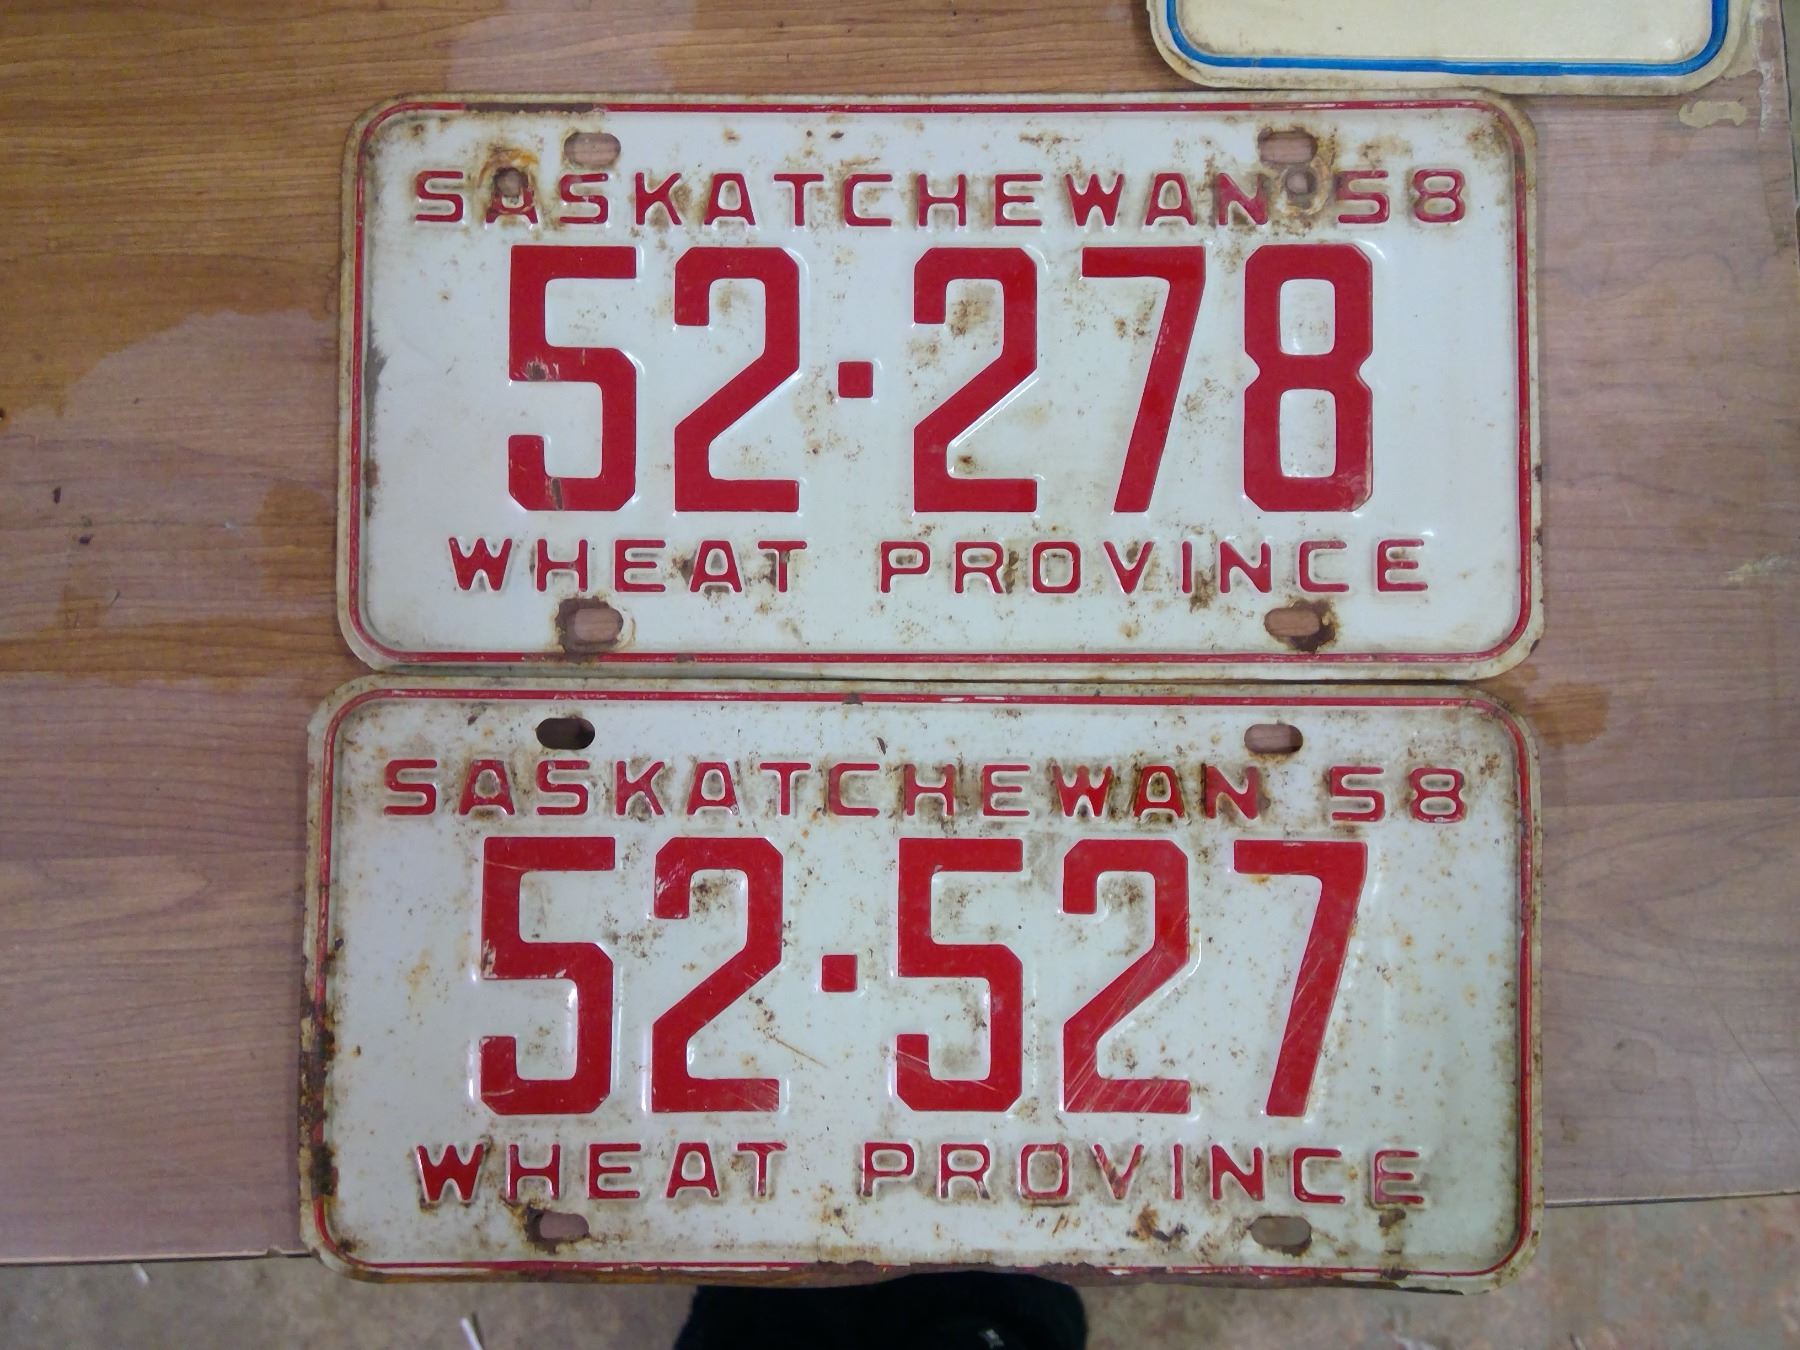 SASKATCHEWAN 58
52·278
WHEAT PROVINCE
SASKATCHEWAN 58
52·527
WHEAT PROVINCE